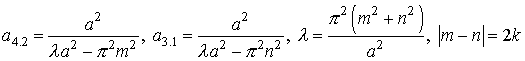 a_{4.2} = \frac{a^2}{\lambda a^2 - \pi^2 m^2}, a_{3.1} = \frac{a^2}{\lambda a^2 - \pi^2 n^2}, \lambda = \frac{\pi^2 (m^2 + n^2)}{a^2}, |m - n| = 2k